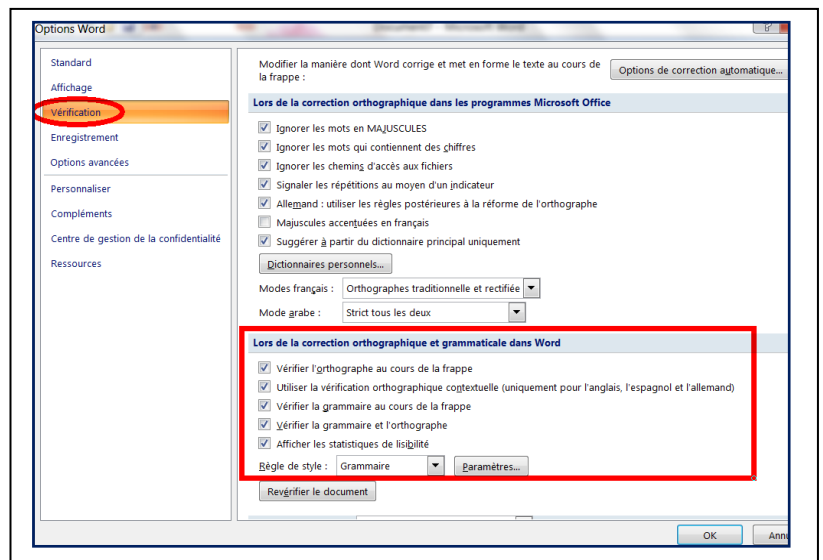 Options Word
Standard
Affichage
Vérification
Enregistrement
Options avancées
Personnaliser
Compléments
Centre de gestion de la confidentialité
Ressources
Modifier la manière dont Word corrige et met en forme le texte au cours de
la frappe :
Options de correction automatique...
Lors de la correction orthographique dans les programmes Microsoft Office
Ignorer les mots en MAJUSCULES
Ignorer les mots qui contiennent des chiffres
Ignorer les chemins d'accès aux fichiers
Signaler les répétitions au moyen d'un indicateur
Allemand : utiliser les règles postérieures à la réforme de l'orthographe
Majuscules accentuées en français
Suggérer à partir du dictionnaire principal uniquement
Dictionnaires personnels...
Modes français : Orthographes traditionnelle et rectifiée
Mode arabe : Strict tous les deux
Lors de la correction orthographique et grammaticale dans Word
Vérifier l'orthographe au cours de la frappe
Utiliser la vérification orthographique contextuelle (uniquement pour l'anglais, l'espagnol et l'allemand)
Vérifier la grammaire au cours de la frappe
Vérifier la grammaire et l'orthographe
Afficher les statistiques de lisibilité
Règle de style : Grammaire Paramètres...
Revérifier le document
OK Annu